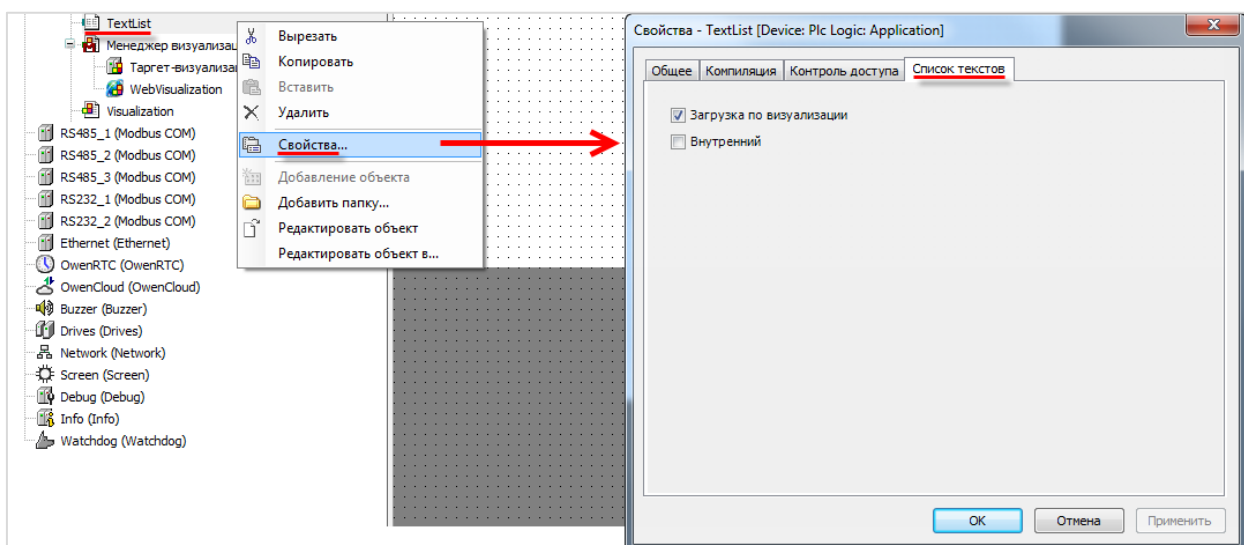 TextList
Менеджер визуализац
Таргет-визуализа
WebVisualization
Visualization
RS485_1 (Modbus COM)
RS485_2 (Modbus COM)
RS485_3 (Modbus COM)
RS232_1 (Modbus COM)
RS232_2 (Modbus COM)
Ethernet (Ethernet)
OwenRTC (OwenRTC)
OwenCloud (OwenCloud)
Buzzer (Buzzer)
Drives (Drives)
Network (Network)
Screen (Screen)
Debug (Debug)
Info (Info)
Watchdog (Watchdog)
Вырезать
Копировать
Вставить
Удалить
Свойства...
Добавление объекта
Добавить папку...
Редактировать объект
Редактировать объект в...
Свойства - TextList [Device: Plc Logic: Application]
Общее Компиляция Контроль доступа Список текстов
Загрузка по визуализации
Внутренний
OK Отмена Применить